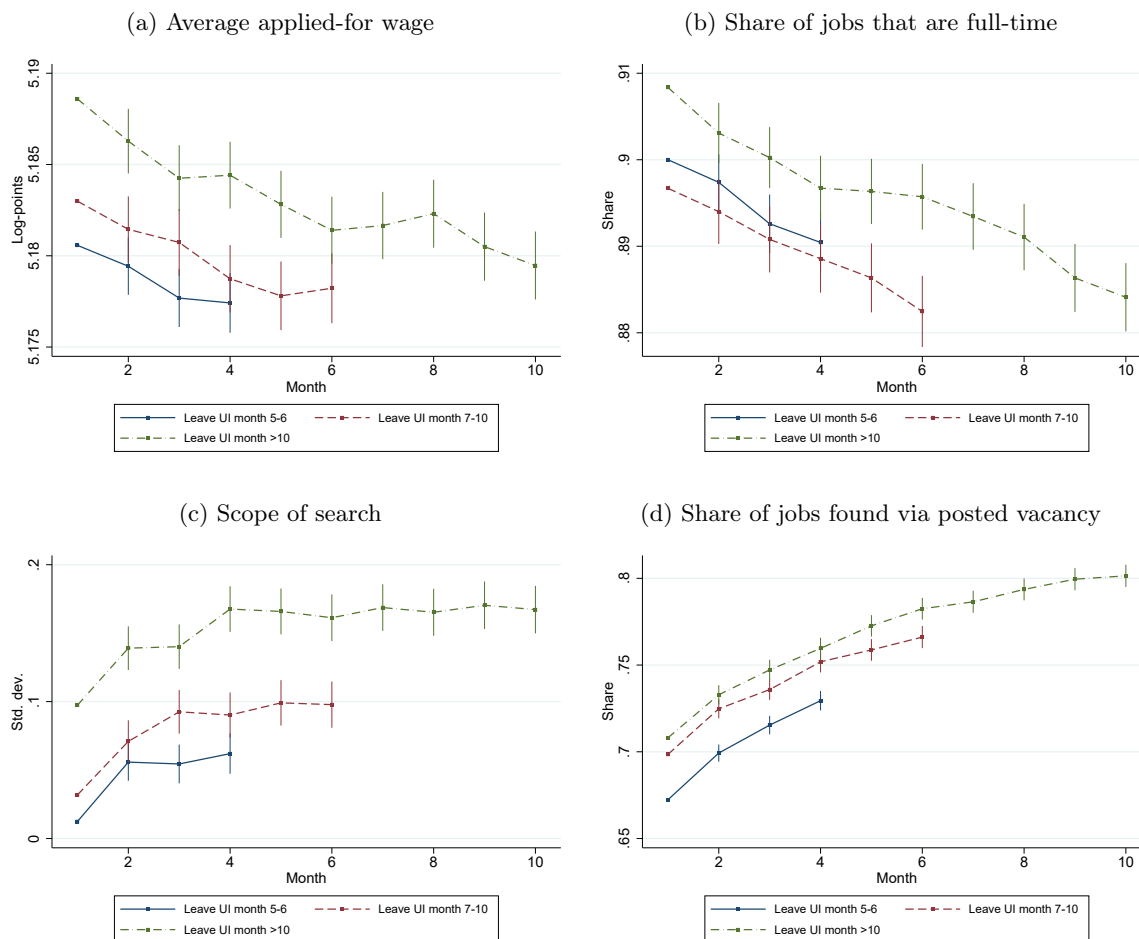 (a) Average applied-for wage
5.19
5.185
5.18
5.175
Log-points
2 4 6 8 10
Month
Leave UI month 5-6 Leave UI month 7-10
Leave UI month >10
(b) Share of jobs that are full-time
.91
.9
.89
.88
Share
2 4 6 8 10
Month
Leave UI month 5-6 Leave UI month 7-10
Leave UI month >10
(c) Scope of search
.2
.1
0
Std. dev.
2 4 6 8 10
Month
Leave UI month 5-6 Leave UI month 7-10
Leave UI month >10
(d) Share of jobs found via posted vacancy
.8
.75
.7
.65
Share
2 4 6 8 10
Month
Leave UI month 5-6 Leave UI month 7-10
Leave UI month >10